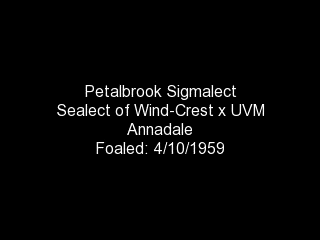 Petalbrook Sigmalect
Sealect of Wind-Crest x UVM
Annadale
Foaled: 4/10/1959